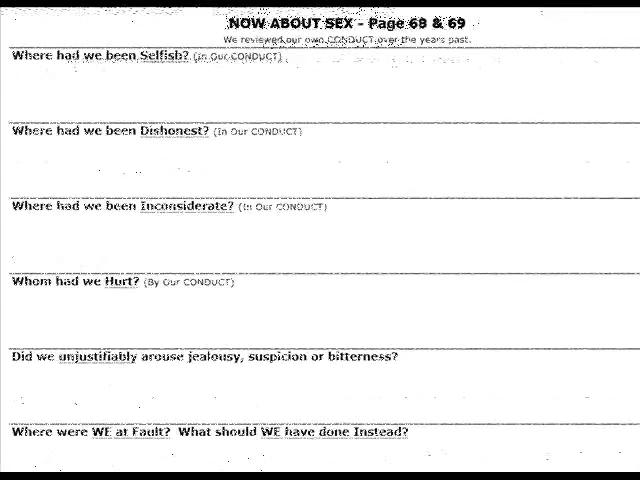 NOW ABOUT SEX - Page 68 & 69
We reviewed our own CONDUCT over the years past.
Where had we been Selfish? (In Our CONDUCT)
Where had we been Dishonest? (In Our CONDUCT)
Where had we been Inconsiderate? (In Our CONDUCT)
Whom had we Hurt? (By Our CONDUCT)
Did we unjustifiably arouse jealousy, suspicion or bitterness?
Where were WE at Fault? What should WE have done Instead?